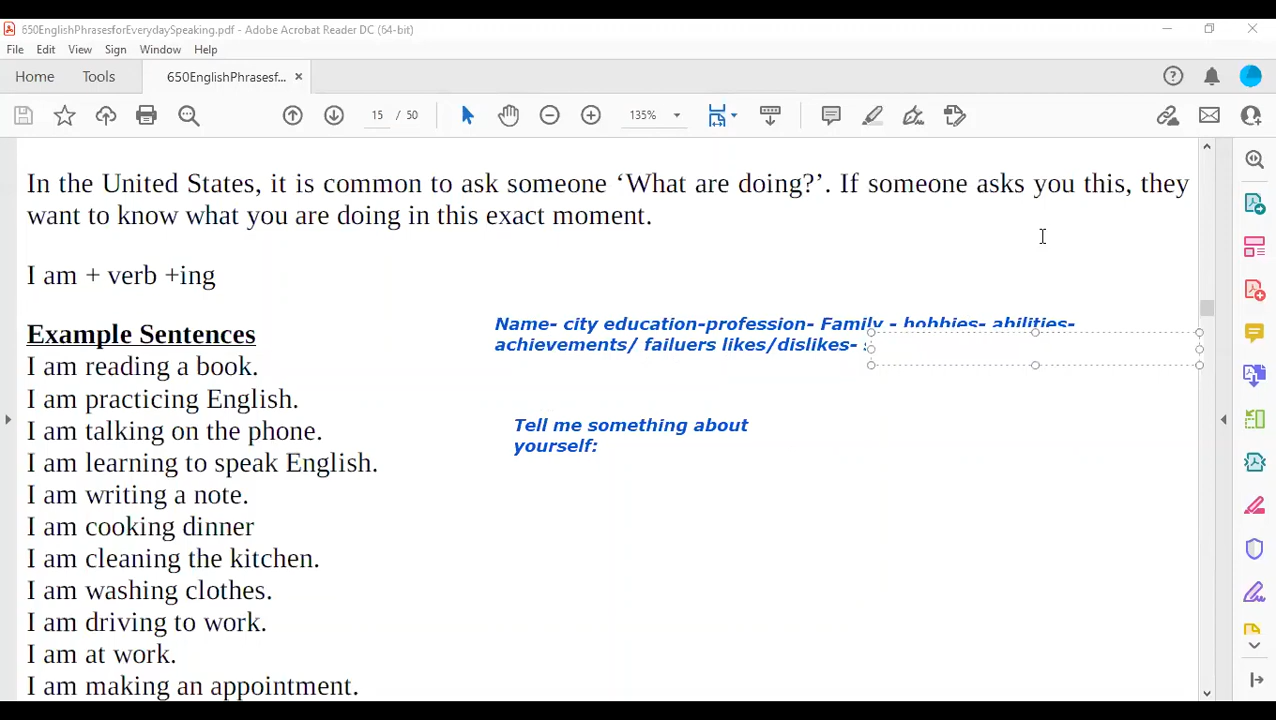 650EnglishPhrasesforEverydaySpeaking.pdf - Adobe Acrobat Reader DC (64-bit)
File Edit View Sign Window Help
Home Tools 650EnglishPhrasesf... ×
15 / 50 135%
In the United States, it is common to ask someone ‘What are doing?’. If someone asks you this, they
want to know what you are doing in this exact moment.
I am + verb +ing
Example Sentences
I am reading a book.
I am practicing English.
I am talking on the phone.
I am learning to speak English.
I am writing a note.
I am cooking dinner
I am cleaning the kitchen.
I am washing clothes.
I am driving to work.
I am at work.
I am making an appointment.
Name- city education-profession- Family - hobbies- abilities-
achievements/ failuers likes/dislikes-
Tell me something about
yourself: